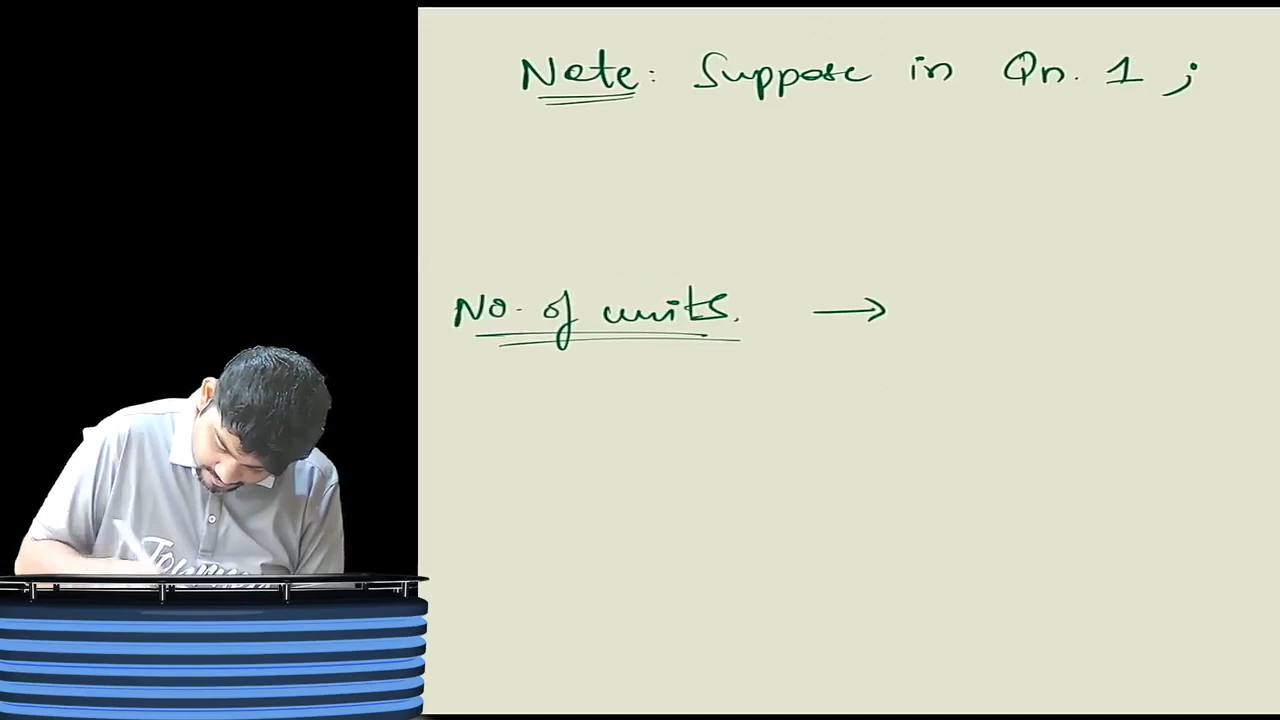 Note: Suppose in Qn. 1 ;
No. of units. →